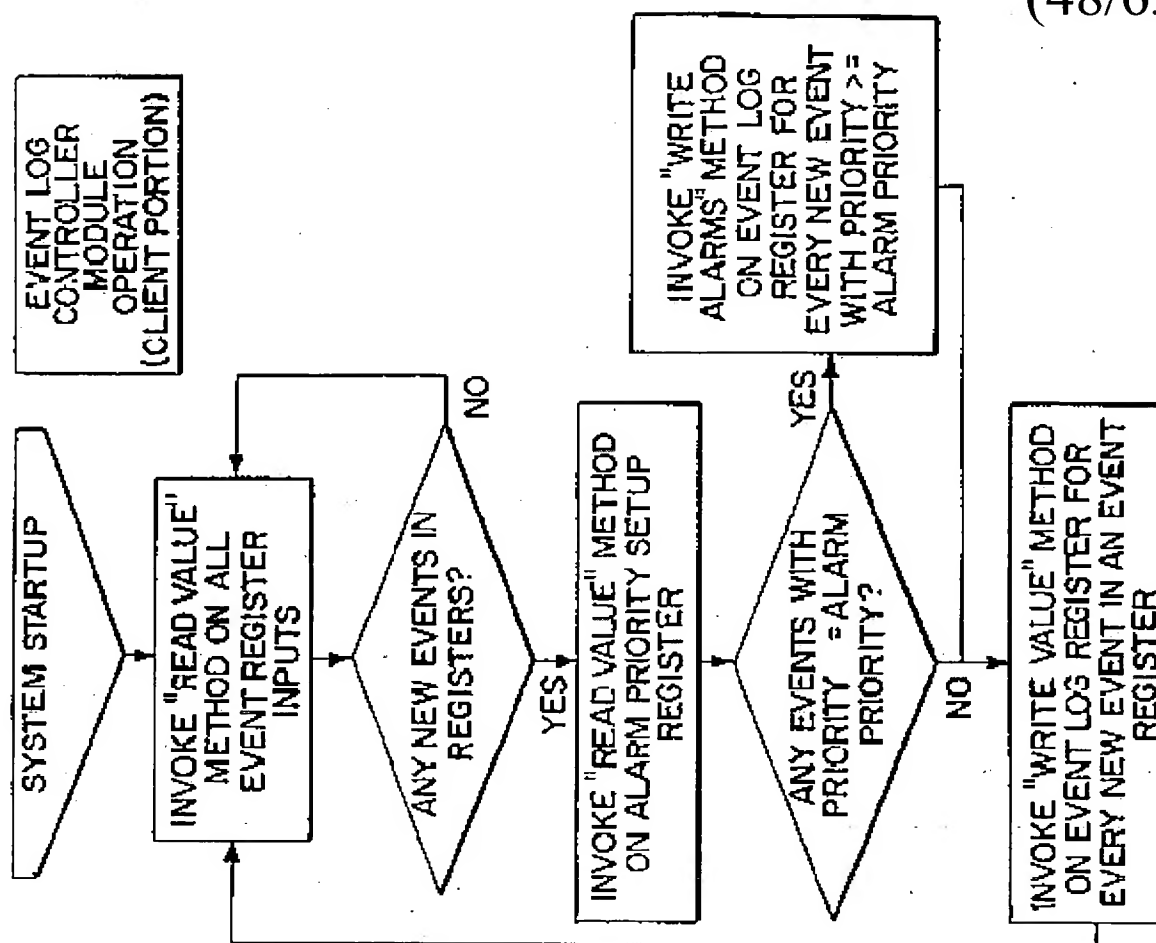 (48/6
EVENT LOG
CONTROLLER
MODULE
OPERATION
(CLIENT PORTION)
SYSTEM STARTUP
INVOKE "READ VALUE"
METHOD ON ALL
EVENT REGISTER
INPUTS
ANY NEW EVENTS IN
REGISTERS?
NO
YES
INVOKE "READ VALUE" METHOD
ON ALARM PRIORITY SETUP
REGISTER
ANY EVENTS WITH
PRIORITY =ALARM
PRIORITY?
YES
INVOKE "WRITE
ALARMS" METHOD
ON EVENT LOG
REGISTER FOR
EVERY NEW EVENT
WITH PRIORITY >=
ALARM PRIORITY
NO
INVOKE "WRITE VALUE" METHOD
ON EVENT LOG REGISTER FOR
EVERY NEW EVENT IN AN EVENT
REGISTER